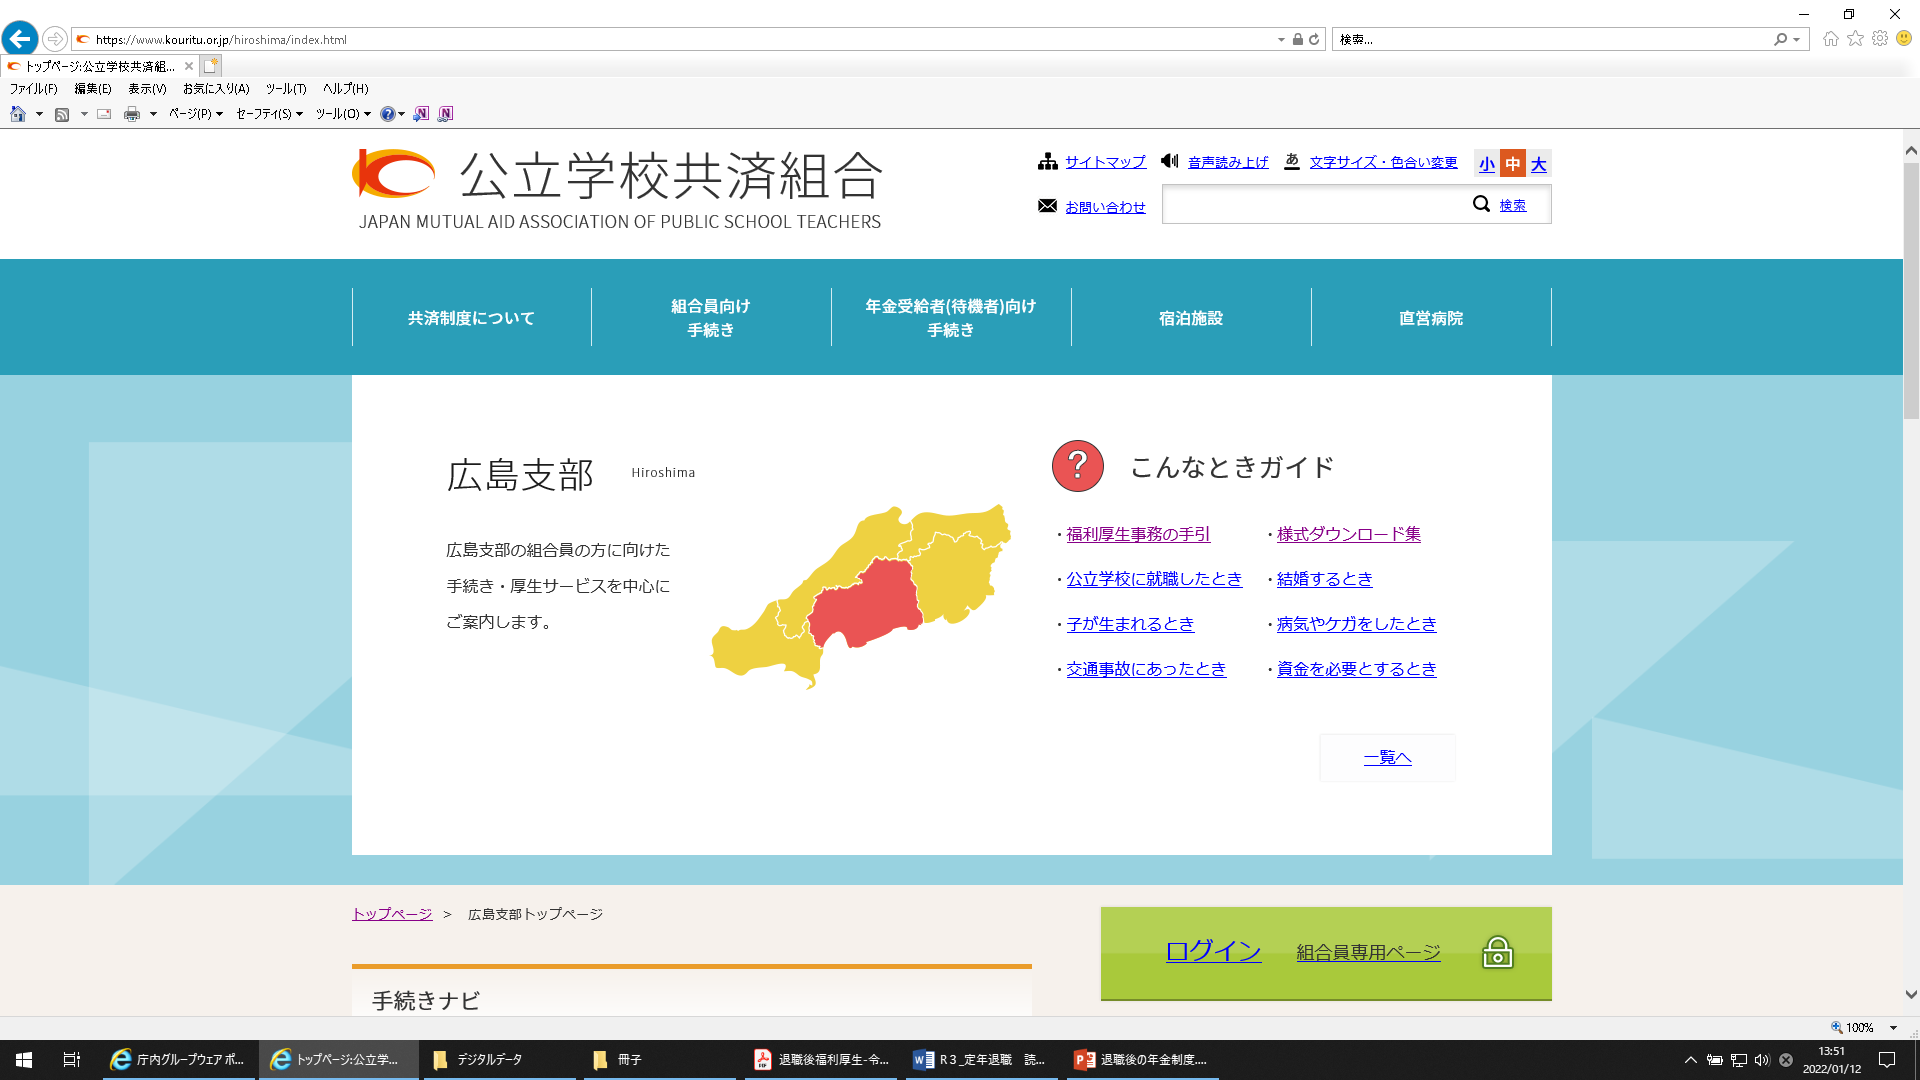 https://www.kouritu.or.jp/hiroshima/index.html
検索...
トップページ:公立学校共済組...
ファイル(F) 編集(E) 表示(V) お気に入り(A) ツール(T) ヘルプ(H)
ページ(P) セーフティ(S) ツール(O)
公立学校共済組合
JAPAN MUTUAL AID ASSOCIATION OF PUBLIC SCHOOL TEACHERS
サイトマップ 音声読み上げ あ 文字サイズ・色合い変更 小 中 大
お問い合わせ 検索
共済制度について
組合員向け
手続き
年金受給者(待機者)向け
手続き
宿泊施設
直営病院
広島支部 Hiroshima
広島支部の組合員の方に向けた
手続き・厚生サービスを中心に
ご案内します。
? こんなときガイド
・福利厚生事務の手引 ・様式ダウンロード集
・公立学校に就職したとき ・結婚するとき
・子が生まれるとき ・病気やケガをしたとき
・交通事故にあったとき ・資金を必要とするとき
一覧へ
トップページ > 広島支部トップページ
ログイン 組合員専用ページ
手続きナビ
100%
庁内グループウェア ポ... トップページ:公立学... デジタルデータ 冊子 退職後福利厚生-令... R３_定年退職 読... 退職後の年金制度....
13:51
2022/01/12